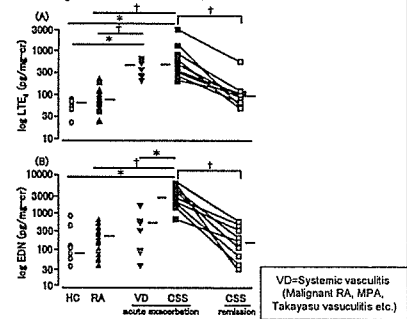 (A)
†
†
*
†
*
log LTE4 (pg/mg-cr)
3000
1000
300
100
30
10
(B)
*
†
†
*
log EDN (pg/mg-cr)
10000
3000
1000
300
100
30
10
HC RA VD CSS CSS
acute exacerbation remission
VD=Systemic vasculitis
(Malignant RA, MPA,
Takayasu vasuculitis etc.)